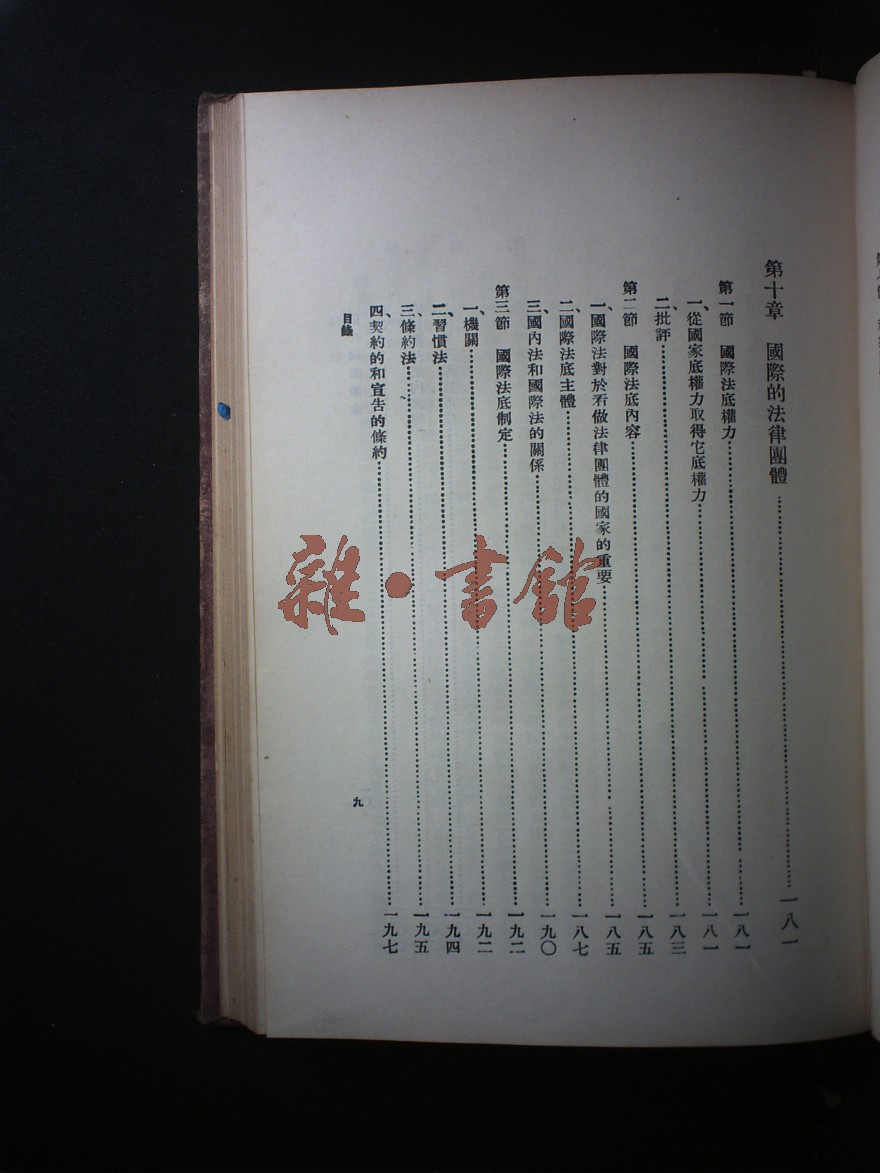 第十章　國際的法律團體……一八一
第一節　國際法底權力……一八一
一、從國家底權力取得它底權力……一八一
二、批評……一八三
第二節　國際法底內容……一八五
一、國際法對於看做法律團體的國家的重要……一八五
二、國際法底主體……一八七
三、國內法和國際法的關係……一九〇
第三節　國際法底制定……一九二
一、機關……一九二
二、習慣法……一九四
三、條約法……一九五
四、契約的和宣吿的條約……一九七
目錄
九
雜·書館